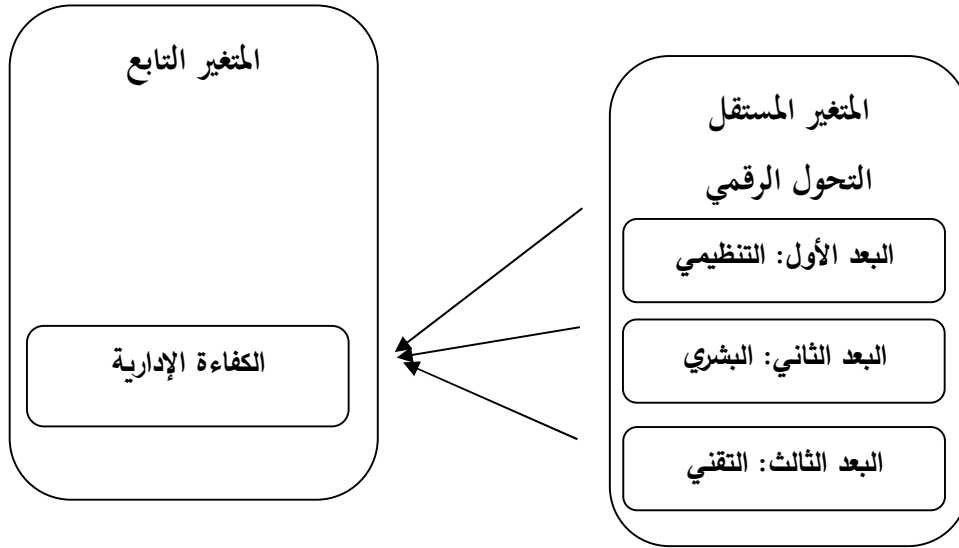 المتغير المستقل
التحول الرقمي
البعد الأول: التنظيمي
البعد الثاني: البشري
البعد الثالث: التقني
المتغير التابع
الكفاءة الإدارية